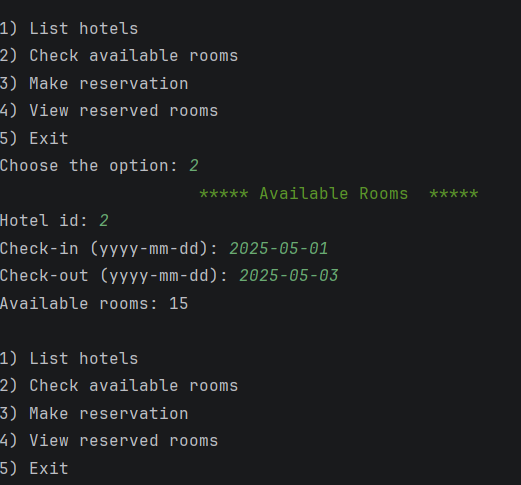 1) List hotels
2) Check available rooms
3) Make reservation
4) View reserved rooms
5) Exit
Choose the option: 2
***** Available Rooms  *****
Hotel id: 2
Check-in (yyyy-mm-dd): 2025-05-01
Check-out (yyyy-mm-dd): 2025-05-03
Available rooms: 15
1) List hotels
2) Check available rooms
3) Make reservation
4) View reserved rooms
5) Exit